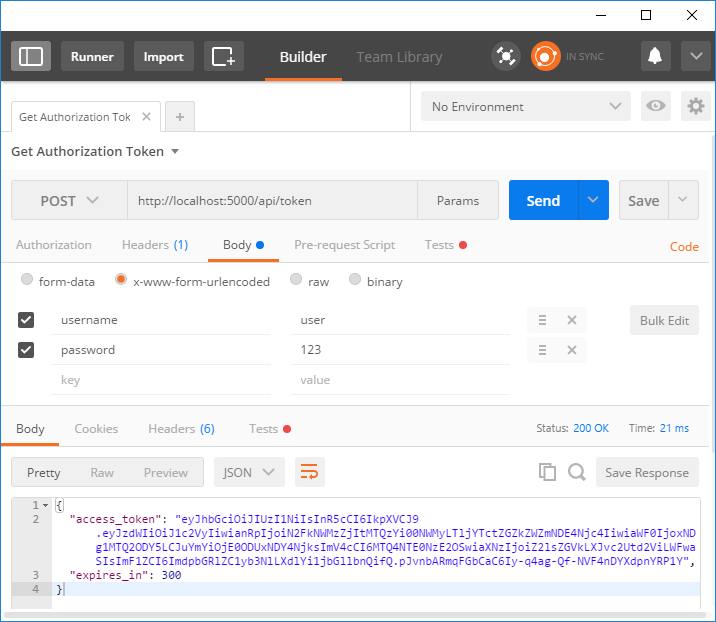 Runner
Import
Builder
Team Library
IN SYNC
Get Authorization Tok
No Environment
Get Authorization Token
POST
http://localhost:5000/api/token
Params
Send
Save
Authorization
Headers (1)
Body
Pre-request Script
Tests
Code
form-data
x-www-form-urlencoded
raw
binary
username
user
Bulk Edit
password
123
key
value
Body
Cookies
Headers (6)
Tests
Status: 200 OK
Time: 21 ms
Pretty
Raw
Preview
JSON
Save Response
1 {
2 "access_token": "eyJhbGciOiJIUzI1NiIsInR5cCI6IkpXVCJ9
.eyJzdWIiOiJ1c2VyIiwianRpIjoiN2FkNWMzZjItMTQzYi00NWMyLTljYTctZGZkZWZmNDE4Njc4IiwiaWF0IjoxND
g1MTQ2ODY5LCJuYmYiOjE0ODUxNDY4NjksImV4cCI6MTQ4NTE0NzE2OSwiaXNzIjoiZ2lsZGVkLXJvc2Utd2ViLWFwa
SIsImF1ZCI6ImdpbGRlZC1yb3NlLXdlYi1jbGllbnQifQ.pJvnbARmqFGbCaC6Iy-q4ag-Qf-NVF4nDYXdpnYRP1Y",
3 "expires_in": 300
4 }